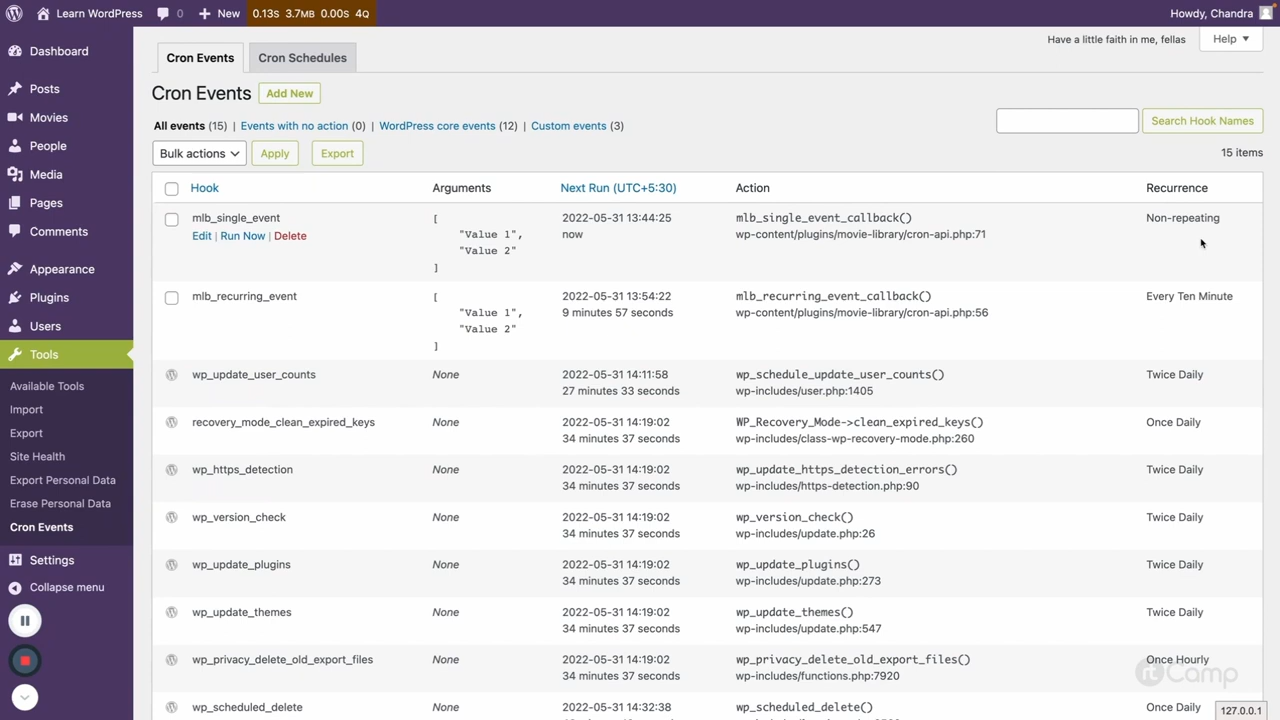 Learn WordPress 0 New 0.13S 3.7MB 0.00S 4Q Howdy, Chandra
Have a little faith in me, fellas Help
Dashboard
Posts
Movies
People
Media
Pages
Comments
Appearance
Plugins
Users
Tools
Available Tools
Import
Export
Site Health
Export Personal Data
Erase Personal Data
Cron Events
Settings
Collapse menu
Cron Events Cron Schedules
Cron Events Add New
All events (15) | Events with no action (0) | WordPress core events (12) | Custom events (3)
Search Hook Names
Bulk actions Apply Export 15 items
Hook Arguments Next Run (UTC+5:30) Action Recurrence
mlb_single_event [ 2022-05-31 13:44:25 mlb_single_event_callback() Non-repeating
Edit | Run Now | Delete "Value 1", now wp-content/plugins/movie-library/cron-api.php:71
"Value 2"
]
mlb_recurring_event [ 2022-05-31 13:54:22 mlb_recurring_event_callback() Every Ten Minute
"Value 1", 9 minutes 57 seconds wp-content/plugins/movie-library/cron-api.php:56
"Value 2"
]
wp_update_user_counts None 2022-05-31 14:11:58 wp_schedule_update_user_counts() Twice Daily
27 minutes 33 seconds wp-includes/user.php:1405
recovery_mode_clean_expired_keys None 2022-05-31 14:19:02 WP_Recovery_Mode->clean_expired_keys() Once Daily
34 minutes 37 seconds wp-includes/class-wp-recovery-mode.php:260
wp_https_detection None 2022-05-31 14:19:02 wp_update_https_detection_errors() Twice Daily
34 minutes 37 seconds wp-includes/https-detection.php:90
wp_version_check None 2022-05-31 14:19:02 wp_version_check() Twice Daily
34 minutes 37 seconds wp-includes/update.php:26
wp_update_plugins None 2022-05-31 14:19:02 wp_update_plugins() Twice Daily
34 minutes 37 seconds wp-includes/update.php:273
wp_update_themes None 2022-05-31 14:19:02 wp_update_themes() Twice Daily
34 minutes 37 seconds wp-includes/update.php:547
wp_privacy_delete_old_export_files None 2022-05-31 14:19:02 wp_privacy_delete_old_export_files() Once Hourly
34 minutes 37 seconds wp-includes/functions.php:7920
rtCamp
wp_scheduled_delete None 2022-05-31 14:32:38 wp_scheduled_delete() Once Daily
127.0.0.1